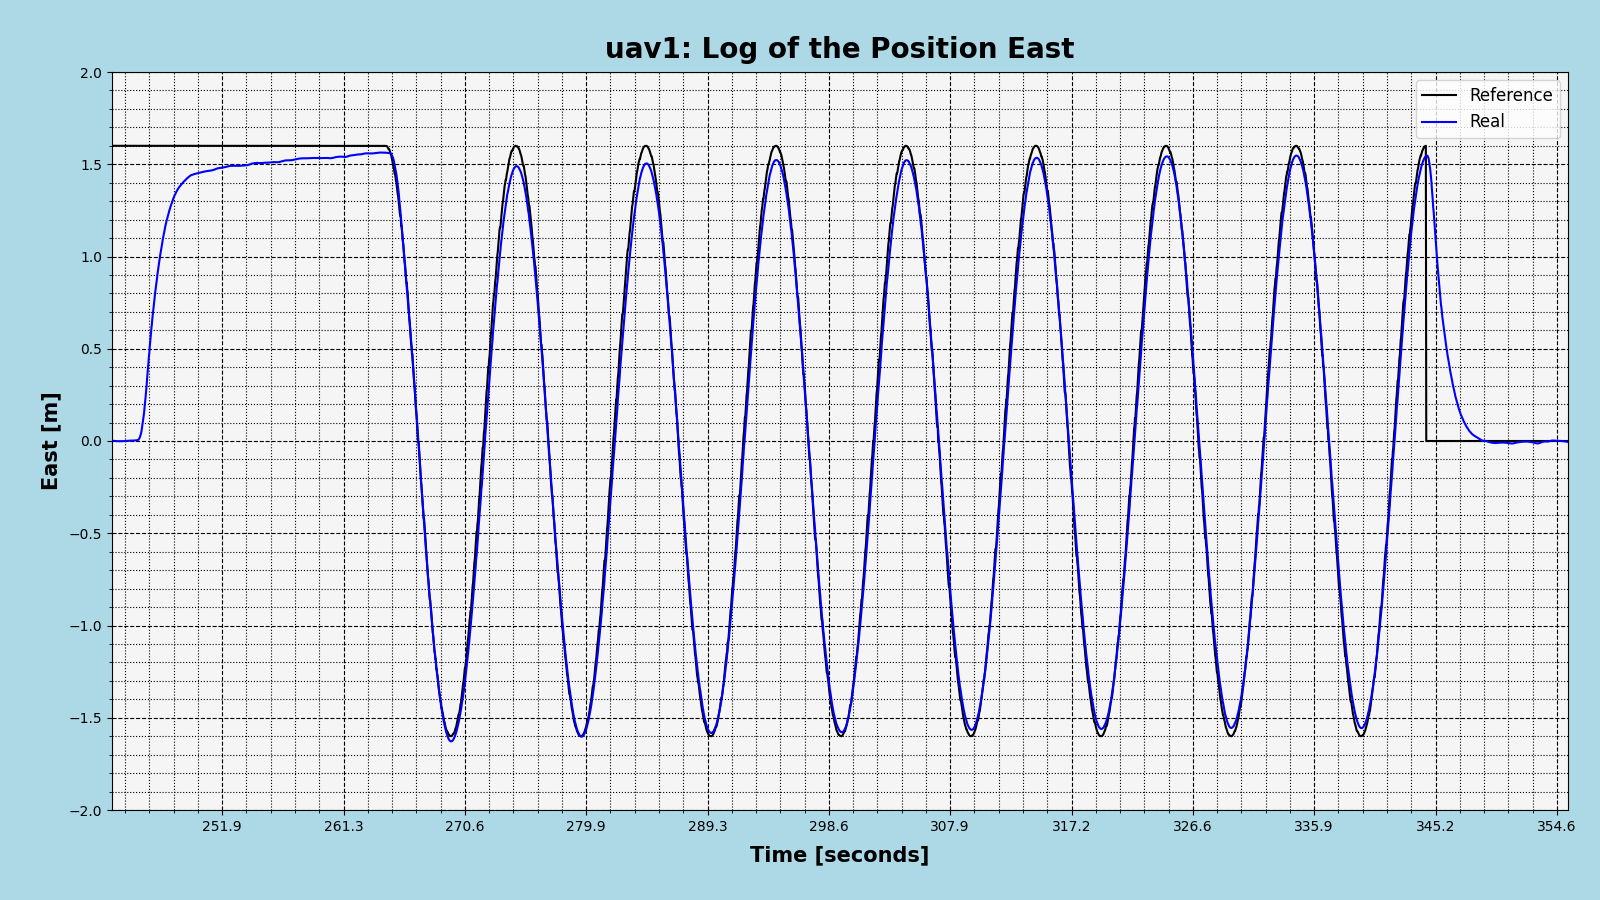 uav1: Log of the Position East
Reference
Real
East [m]
2.0
1.5
1.0
0.5
0.0
−0.5
−1.0
−1.5
−2.0
251.9 261.3 270.6 279.9 289.3 298.6 307.9 317.2 326.6 335.9 345.2 354.6
Time [seconds]